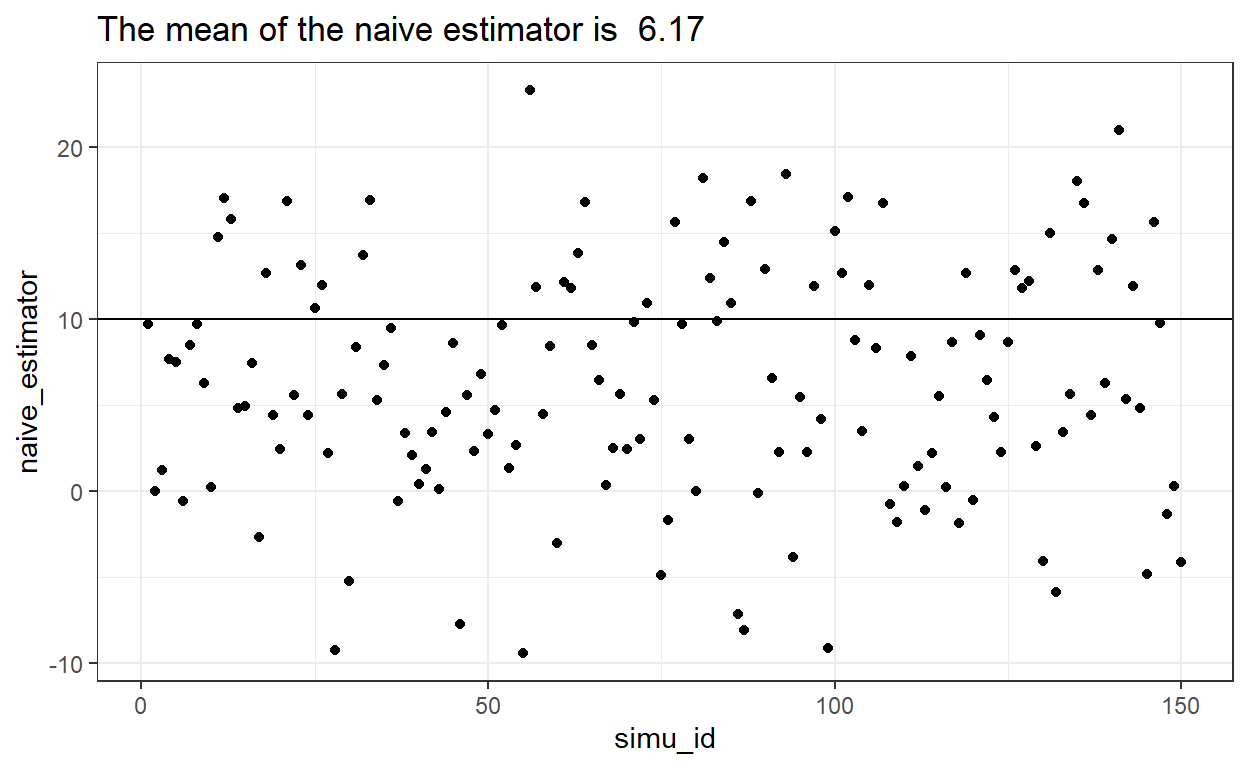 The mean of the naive estimator is  6.17
naive_estimator
20
10
0
-10
0
50
100
150
simu_id